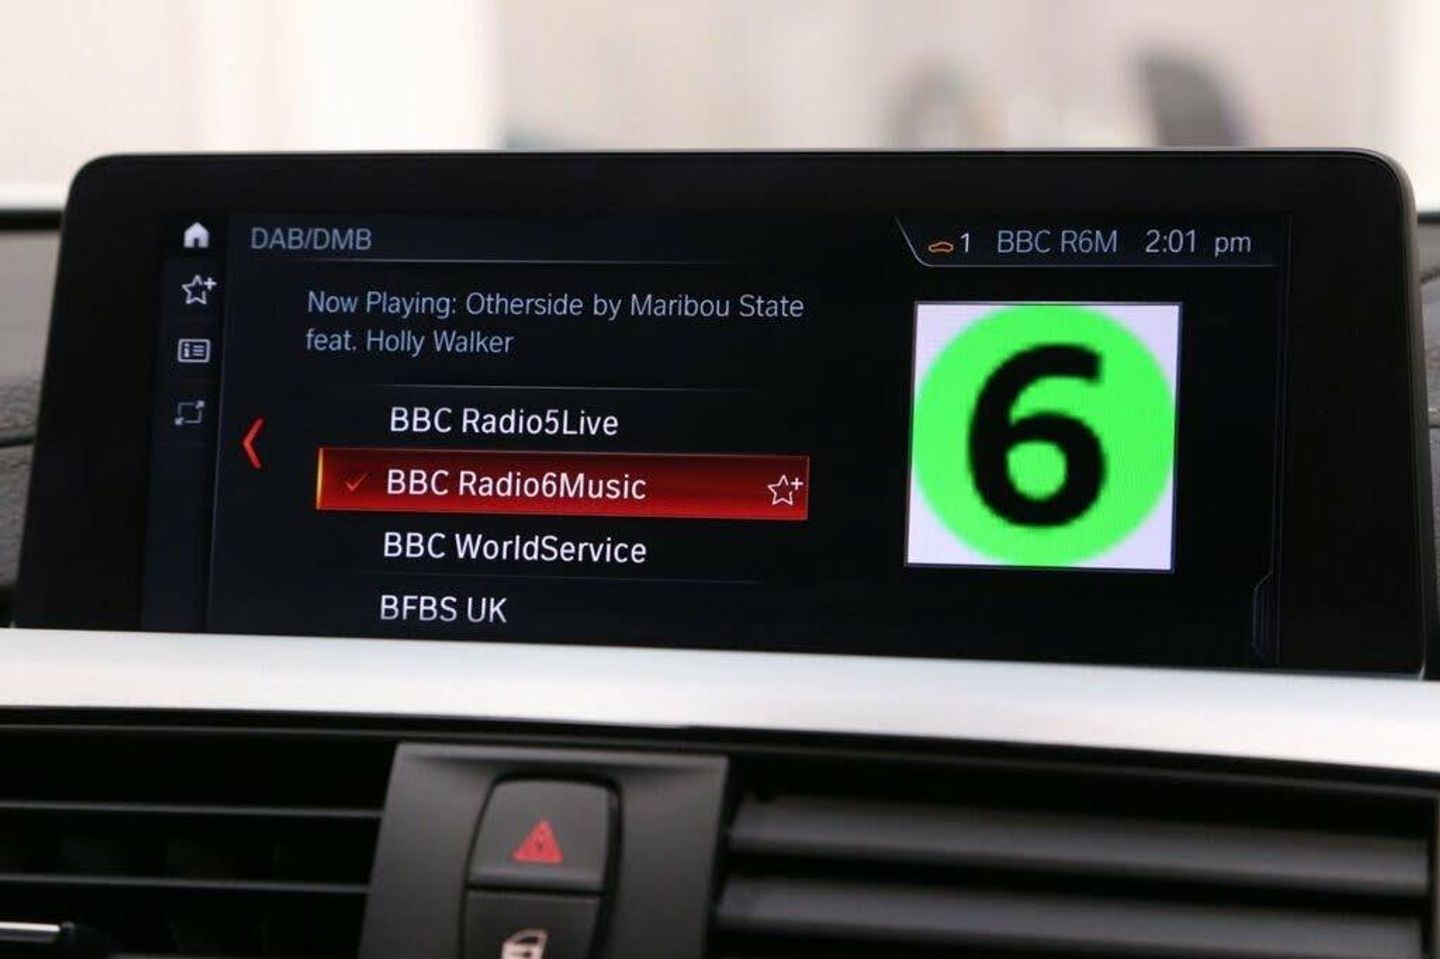 DAB/DMB
1 BBC R6M 2:01 pm
Now Playing: Otherside by Maribou State
feat. Holly Walker
BBC Radio5Live
BBC Radio6Music
BBC WorldService
BFBS UK
6